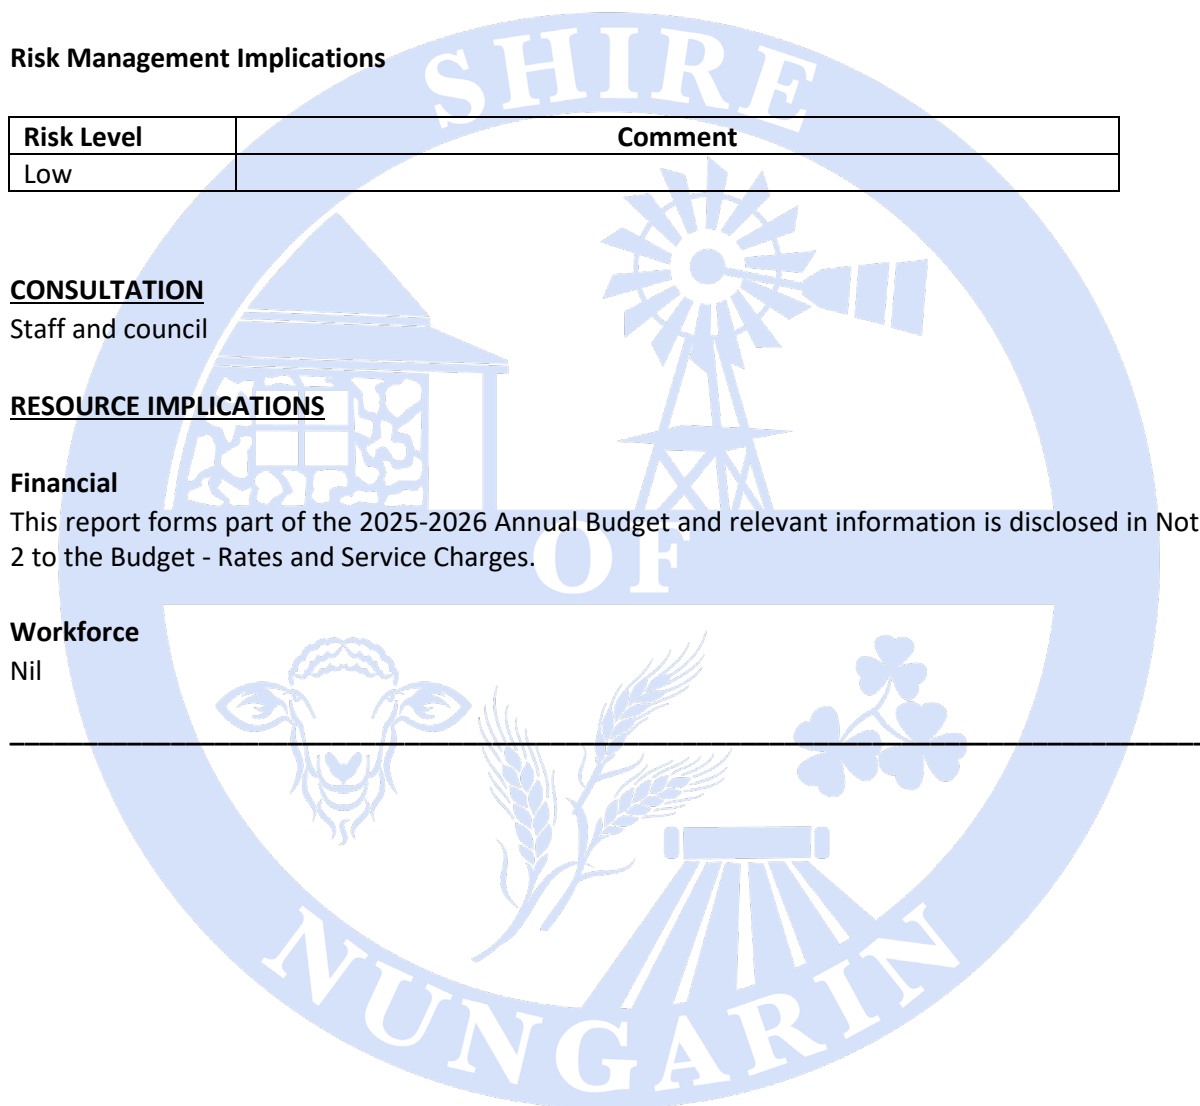 SHIRE
Risk Management Implications
Risk Level Comment
Low
CONSULTATION
Staff and council
RESOURCE IMPLICATIONS
Financial
This report forms part of the 2025-2026 Annual Budget and relevant information is disclosed in Not
2 to the Budget - Rates and Service Charges.
OF
Workforce
Nil
NUNGARIN